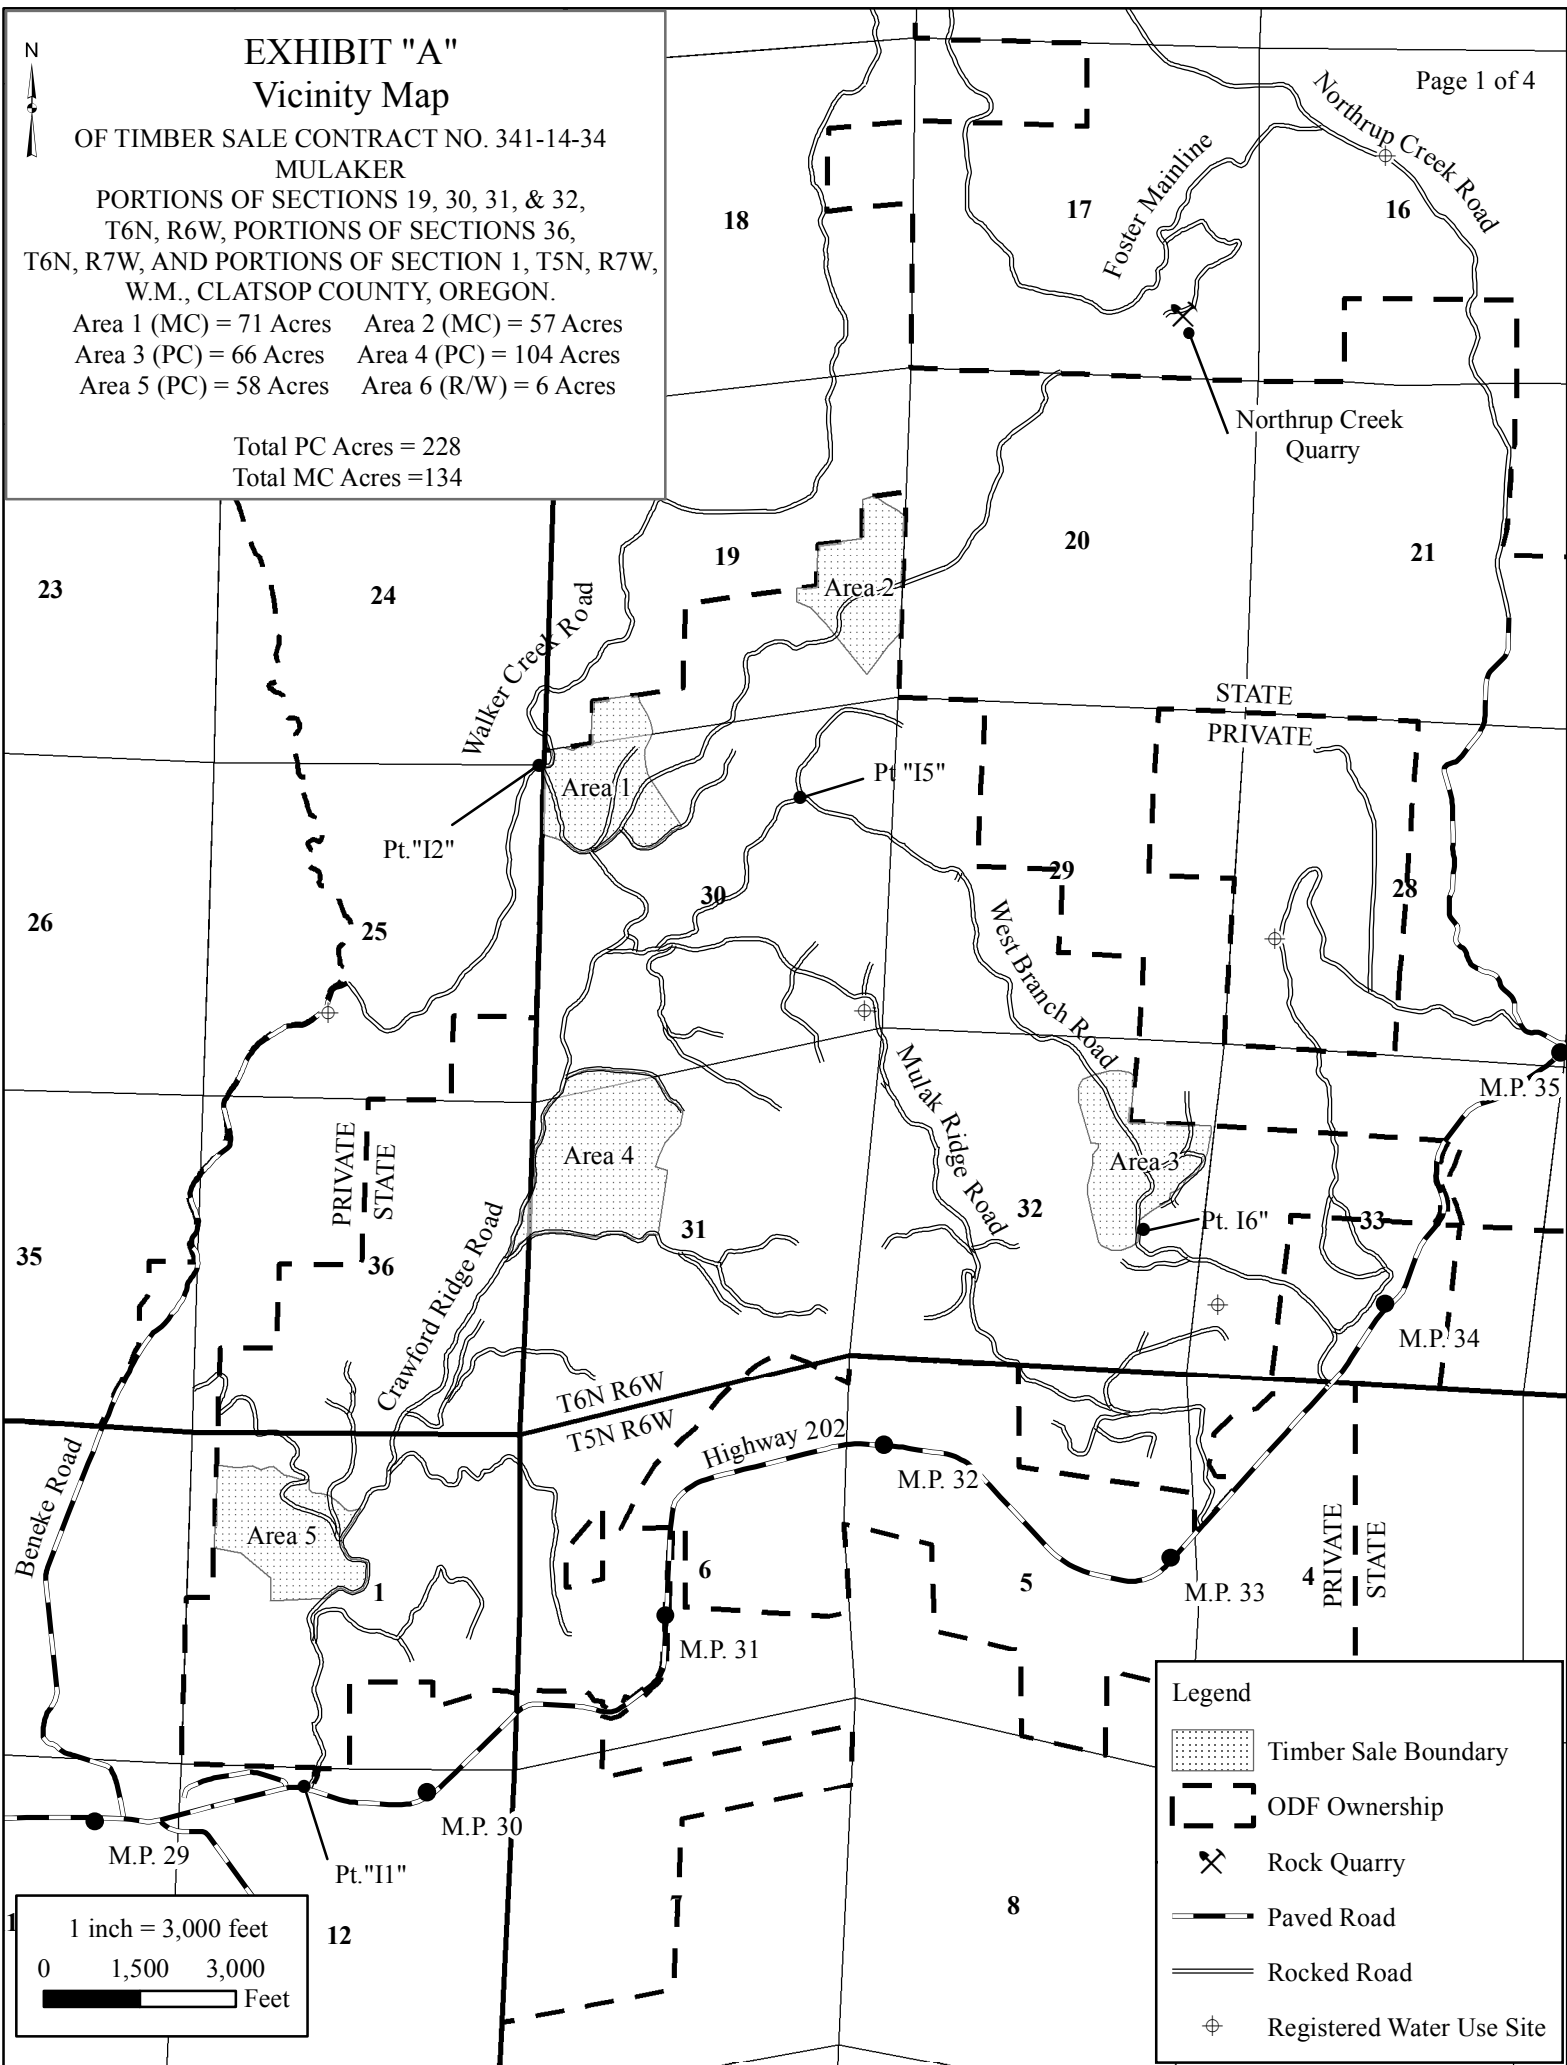 N
EXHIBIT "A"
Vicinity Map
OF TIMBER SALE CONTRACT NO. 341-14-34
MULAKER
PORTIONS OF SECTIONS 19, 30, 31, & 32,
T6N, R6W, PORTIONS OF SECTIONS 36,
T6N, R7W, AND PORTIONS OF SECTION 1, T5N, R7W,
W.M., CLATSOP COUNTY, OREGON.
Area 1 (MC) = 71 Acres Area 2 (MC) = 57 Acres
Area 3 (PC) = 66 Acres Area 4 (PC) = 104 Acres
Area 5 (PC) = 58 Acres Area 6 (R/W) = 6 Acres
Total PC Acres = 228
Total MC Acres =134
Page 1 of 4
Northrup Creek Road
Foster Mainline
18
17
16
Northrup Creek
Quarry
19
20
21
23
24
Area 2
Walker Creek Road
STATE
PRIVATE
Area 1
Pt "I5"
Pt."I2"
29
28
30
26
25
West Branch Road
Mulak Ridge Road
M.P. 35
PRIVATE
STATE
Area 4
Area 3
32
Pt. I6"
33
31
35
36
Crawford Ridge Road
M.P. 34
T6N R6W
T5N R6W
Highway 202
M.P. 32
Beneke Road
Area 5
1
6
5
4
PRIVATE
STATE
M.P. 33
M.P. 31
M.P. 30
M.P. 29
Pt."I1"
7
8
12
1
1 inch = 3,000 feet
0 1,500 3,000
Feet
Legend
Timber Sale Boundary
ODF Ownership
Rock Quarry
Paved Road
Rocked Road
Registered Water Use Site